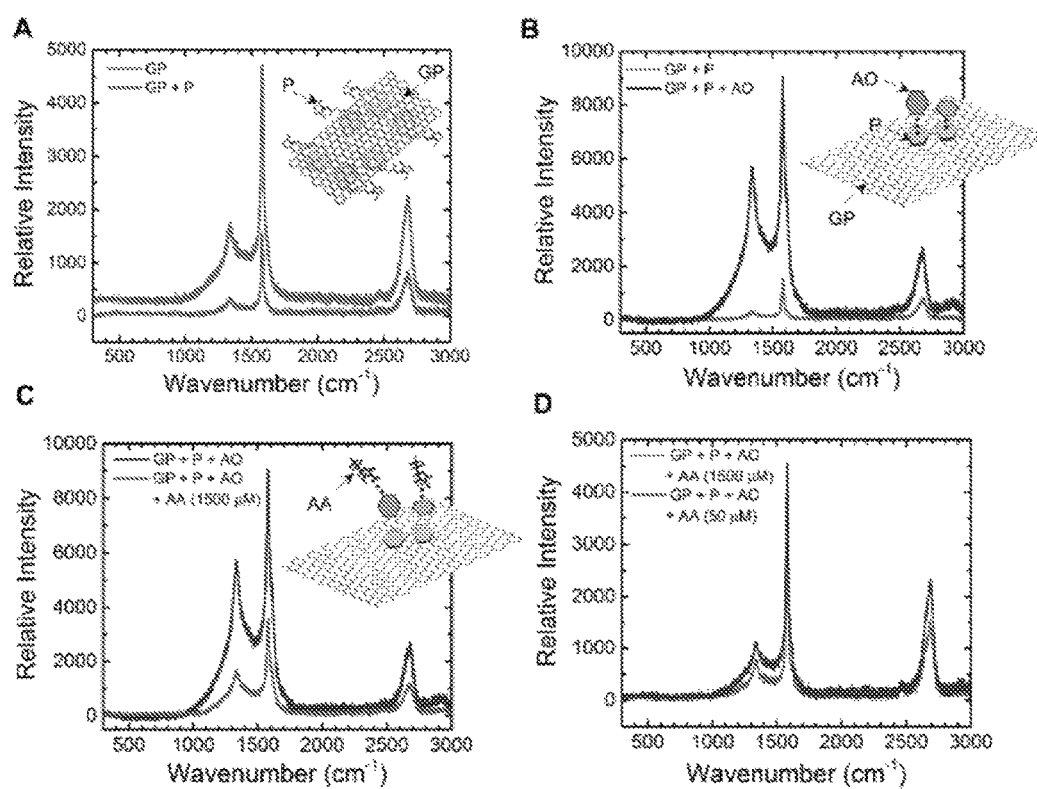 A
5000
4000
3000
2000
1000
0
Relative Intensity
GP
GP + P
P
GP
500 1000 1500 2000 2500 3000
Wavenumber (cm⁻¹)
B
10000
8000
6000
4000
2000
0
Relative Intensity
GP + P
GP + P + AO
AO
P
GP
500 1000 1500 2000 2500 3000
Wavenumber (cm⁻¹)
C
10000
8000
6000
4000
2000
0
Relative Intensity
GP + P + AO
GP + P + AO
+ AA (1500 µM)
AA
500 1000 1500 2000 2500 3000
Wavenumber (cm⁻¹)
D
5000
4000
3000
2000
1000
0
Relative Intensity
GP + P + AO
+ AA (1500 µM)
GP + P + AO
+ AA (50 µM)
500 1000 1500 2000 2500 3000
Wavenumber (cm⁻¹)